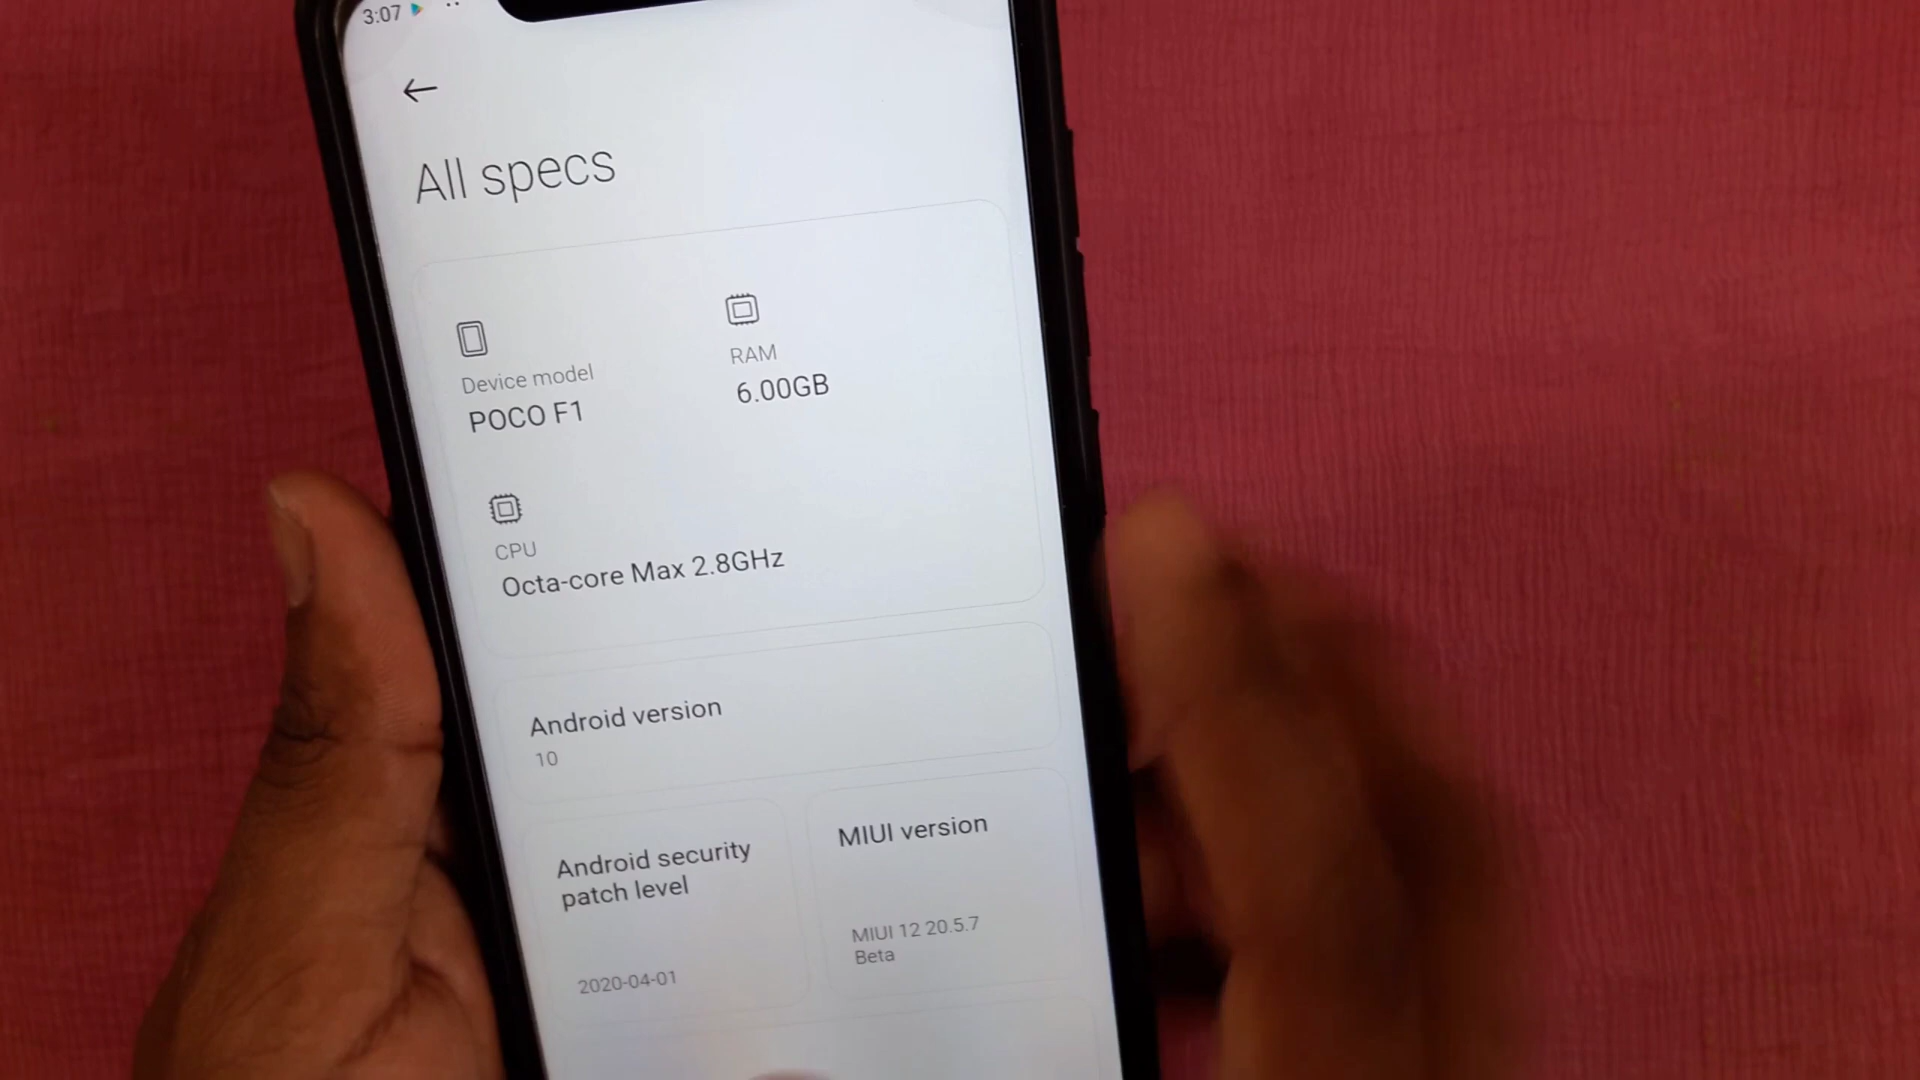 3:07
All specs
Device model
POCO F1
RAM
6.00GB
CPU
Octa-core Max 2.8GHz
Android version
10
Android security
patch level
2020-04-01
MIUI version
MIUI 12 20.5.7
Beta